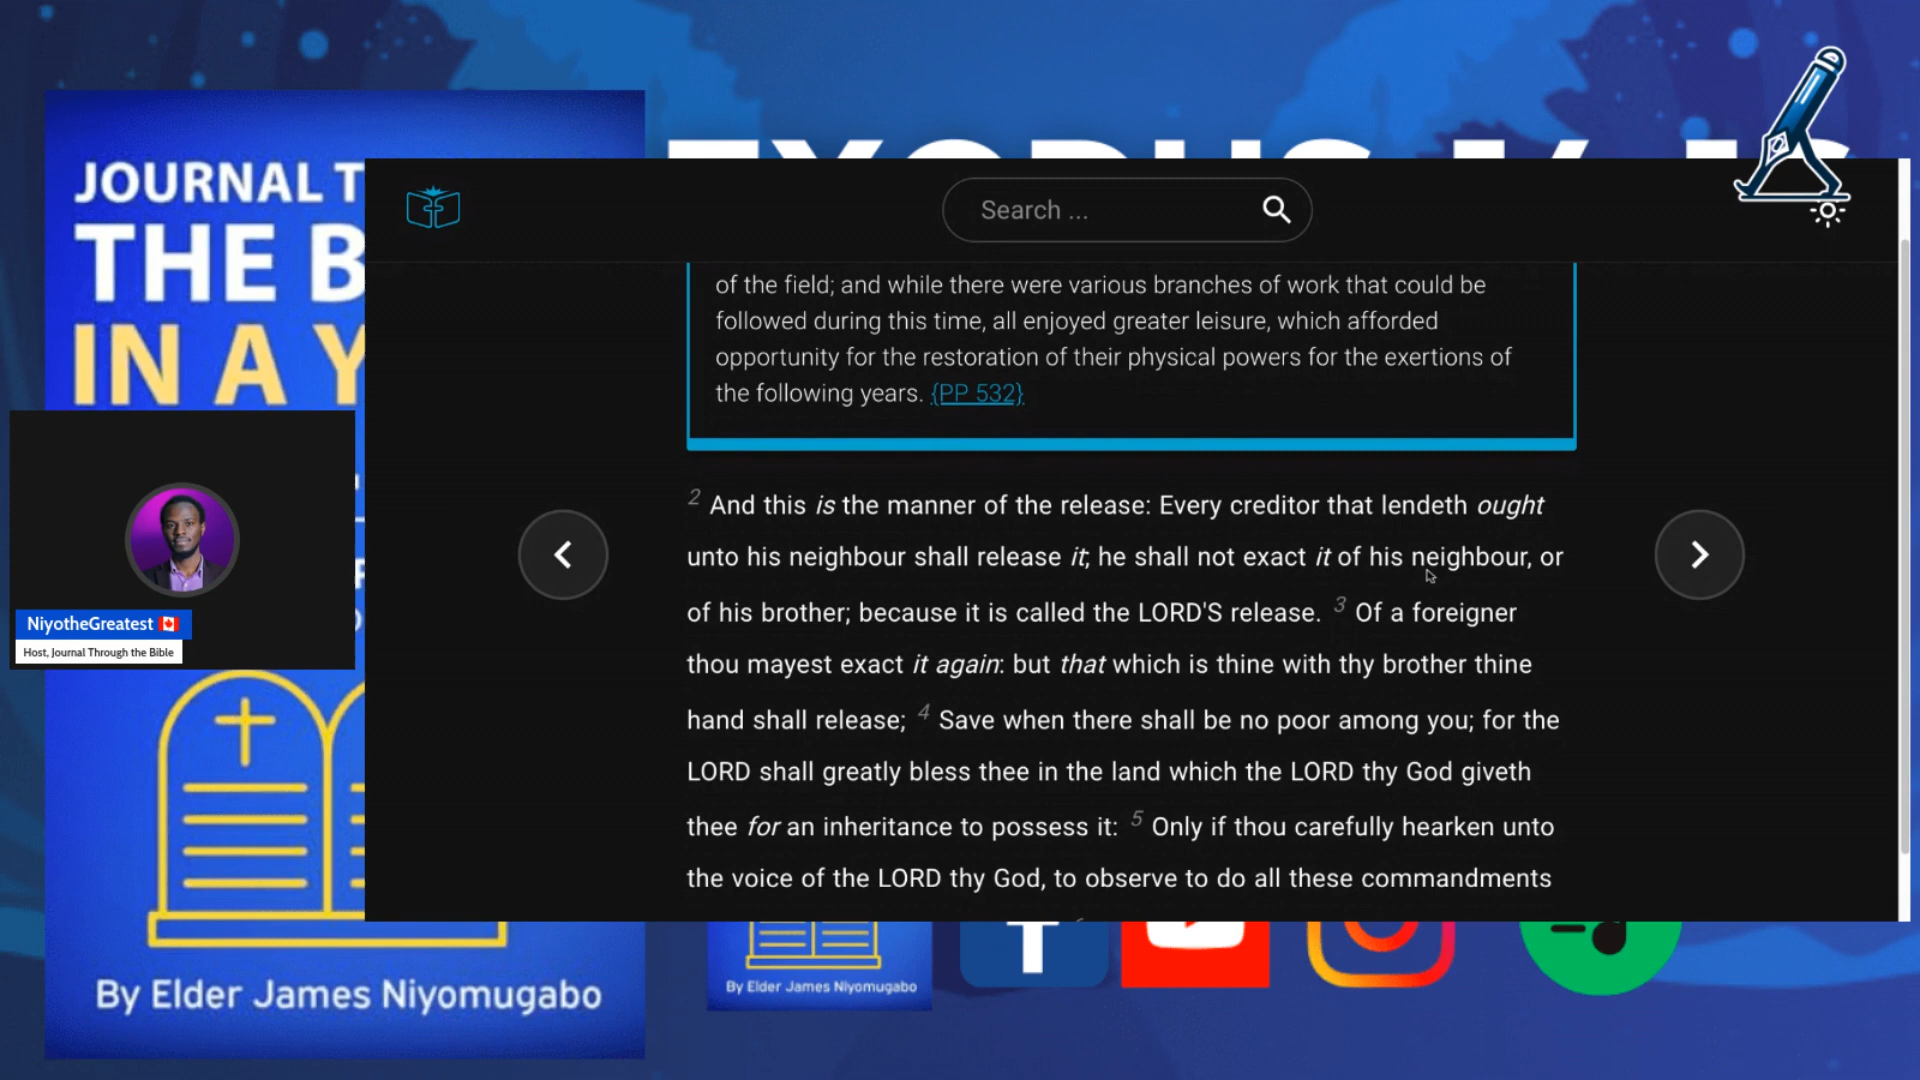 JOURNAL T
THE B
IN A Y
Search ...
of the field; and while there were various branches of work that could be
followed during this time, all enjoyed greater leisure, which afforded
opportunity for the restoration of their physical powers for the exertions of
the following years. {PP 532}
2 And this is the manner of the release: Every creditor that lendeth ought
unto his neighbour shall release it; he shall not exact it of his neighbour, or
of his brother; because it is called the LORD'S release. 3 Of a foreigner
thou mayest exact it again: but that which is thine with thy brother thine
hand shall release; 4 Save when there shall be no poor among you; for the
LORD shall greatly bless thee in the land which the LORD thy God giveth
thee for an inheritance to possess it: 5 Only if thou carefully hearken unto
the voice of the LORD thy God, to observe to do all these commandments
NiyotheGreatest
Host, Journal Through the Bible
By Elder James Niyomugabo
By Elder James Niyomugabo